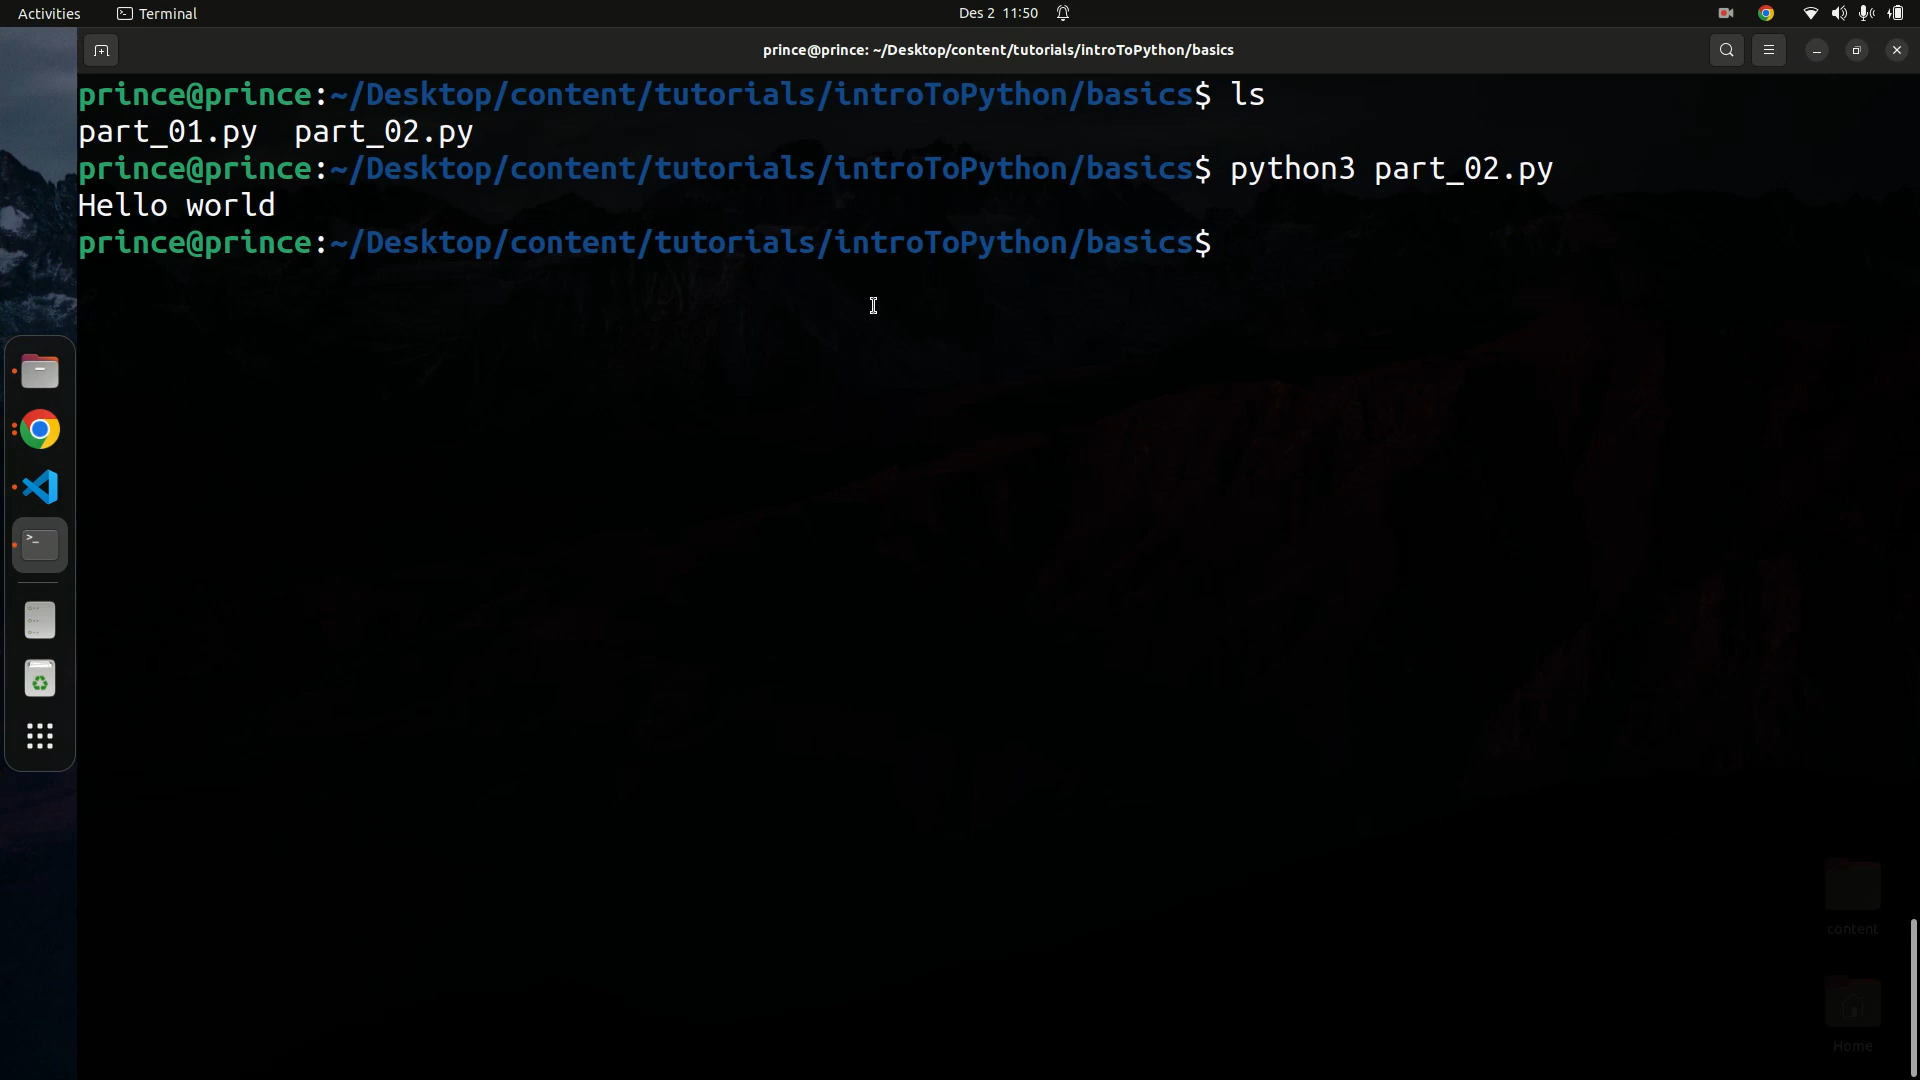 Activities Terminal Des 2 11:50
prince@prince: ~/Desktop/content/tutorials/introToPython/basics
prince@prince:~/Desktop/content/tutorials/introToPython/basics$ ls
part_01.py part_02.py
prince@prince:~/Desktop/content/tutorials/introToPython/basics$ python3 part_02.py
Hello world
prince@prince:~/Desktop/content/tutorials/introToPython/basics$
content
Home